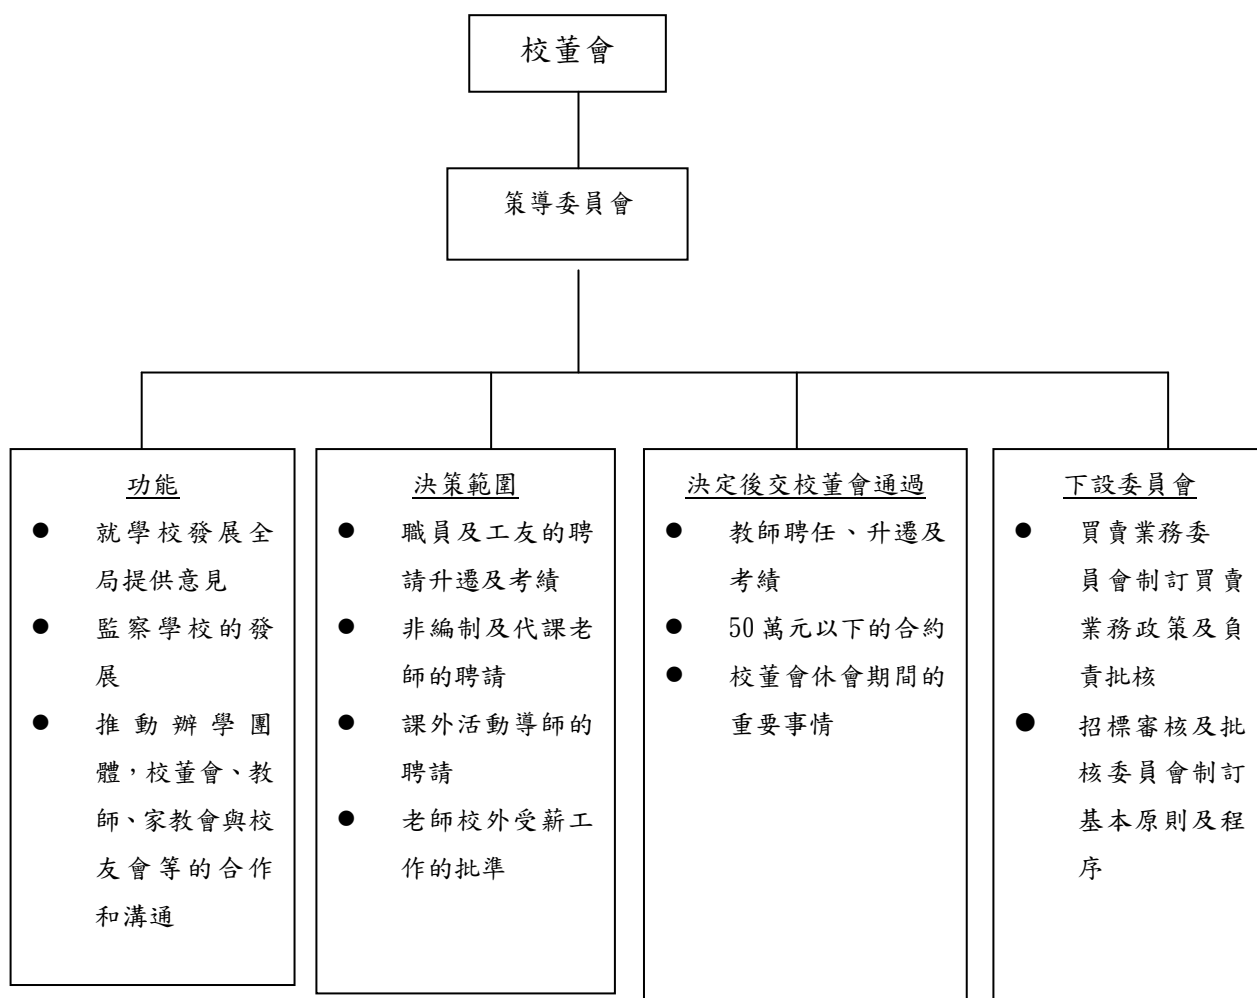 校董會
策導委員會
功能
● 就學校發展全
局提供意見
● 監察學校的發
展
● 推動辦學團
體，校董會、教
師、家教會與校
友會等的合作
和溝通
決策範圍
● 職員及工友的聘
請升遷及考績
● 非編制及代課老
師的聘請
● 課外活動導師的
聘請
● 老師校外受薪工
作的批準
決定後交校董會通過
● 教師聘任、升遷及
考績
● 50 萬元以下的合約
● 校董會休會期間的
重要事情
下設委員會
● 買賣業務委
員會制訂買賣
業務政策及負
責批核
● 招標審核及批
核委員會制訂
基本原則及程
序